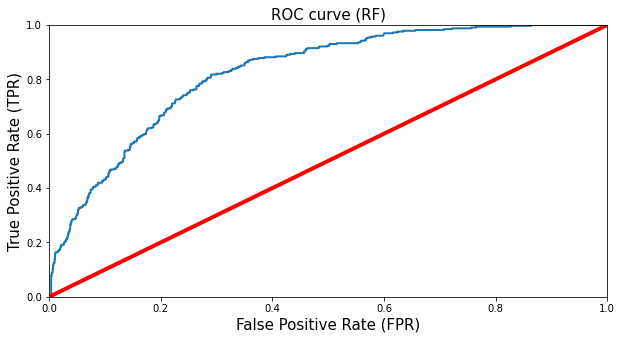 ROC curve (RF)
1.0
0.8
0.6
0.4
0.2
0.0
True Positive Rate (TPR)
0.0 0.2 0.4 0.6 0.8 1.0
False Positive Rate (FPR)